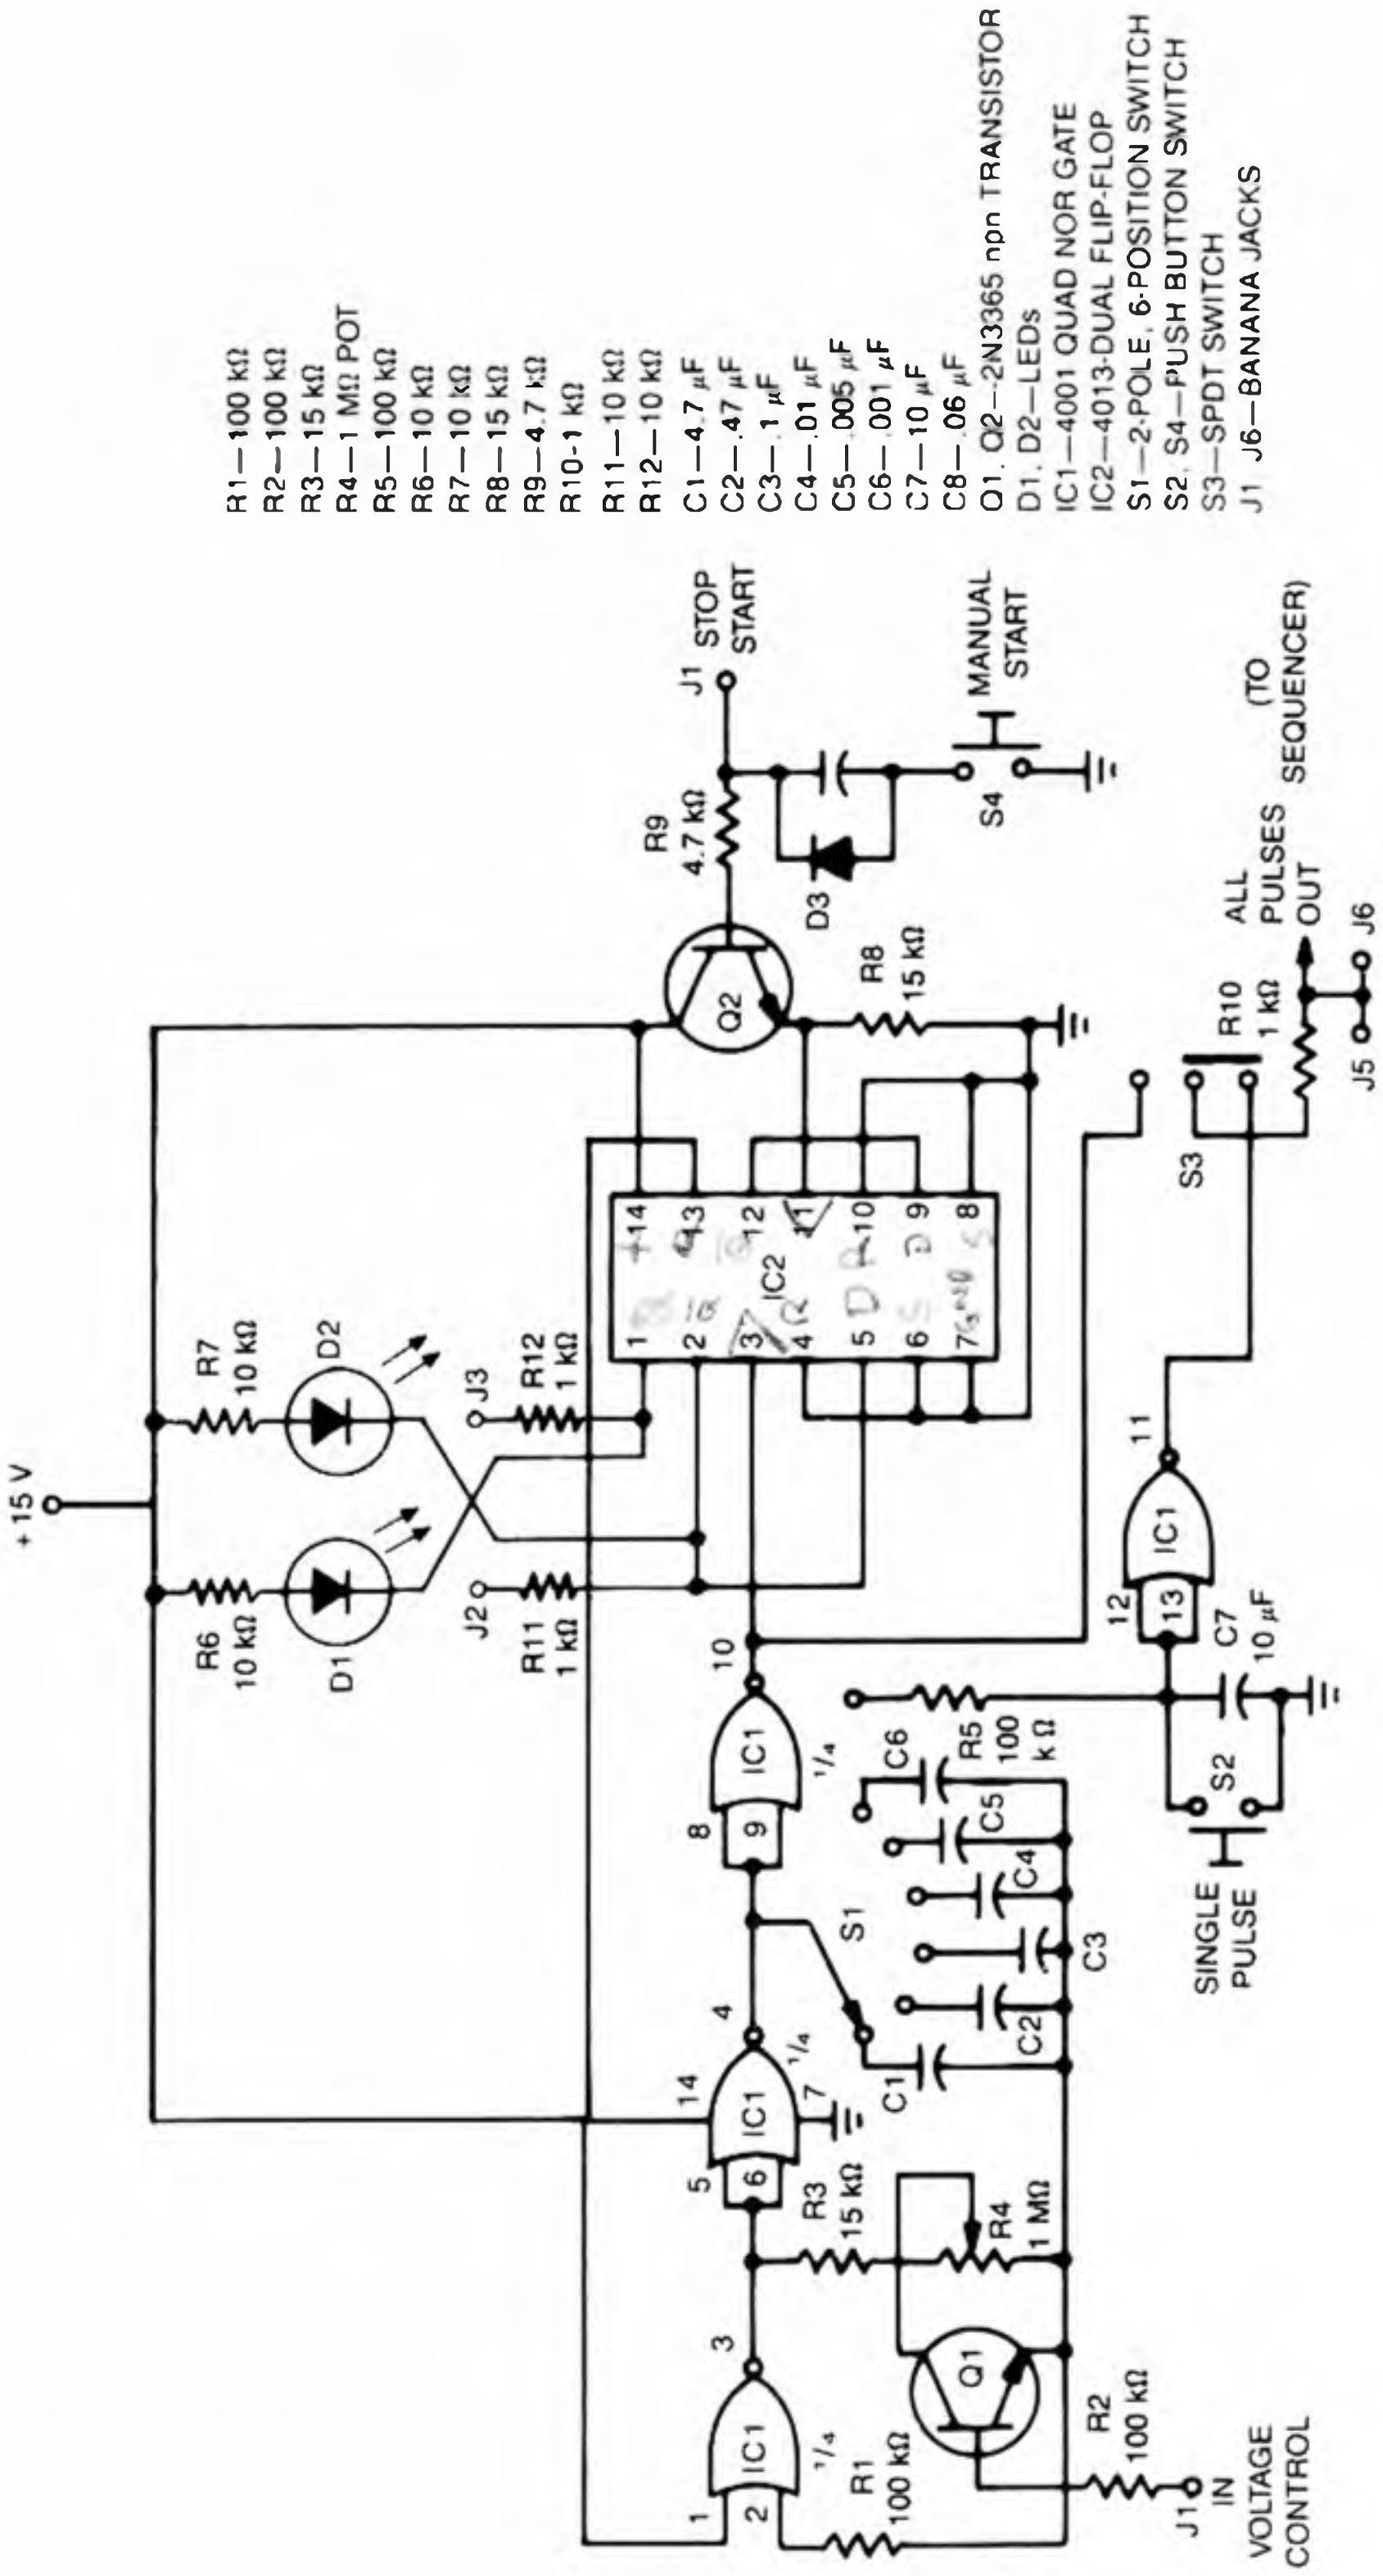 +15 V
R6
10 kΩ
R7
10 kΩ
D1
D2
J2
J3
R11
1 kΩ
R12
1 kΩ
1
2
IC1
1/4
3
R1
100 kΩ
5
6
IC1
14
7
1/4
4
R3
15 kΩ
8
9
IC1
1/4
10
S1
Q1
R4
1 MΩ
R2
100 kΩ
J1
IN
VOLTAGE
CONTROL
C1
C2
C3
C4
C5
C6
R5
100
k Ω
SINGLE
PULSE
S2
C7
10 μF
12
13
IC1
11
1
2
3
4
5
6
7
IC2
14
13
12
11
10
9
8
Q
D
R
S
D
S
GND
Q2
R8
15 kΩ
R9
4.7 kΩ
J1
STOP
START
D3
S4
MANUAL
START
S3
R10
1 kΩ
ALL
PULSES
OUT
(TO
SEQUENCER)
J5
J6
R1—100 kΩ
R2—100 kΩ
R3—15 kΩ
R4—1 MΩ POT
R5—100 kΩ
R6—10 kΩ
R7—10 kΩ
R8—15 kΩ
R9—4.7 kΩ
R10-1 kΩ
R11—10 kΩ
R12—10 kΩ
C1—4.7 μF
C2—.47 μF
C3—.1 μF
C4—.01 μF
C5—.005 μF
C6—.001 μF
C7—10 μF
C8—.06 μF
Q1. Q2--2N3365 npn TRANSISTOR
D1. D2—LEDs
IC1—4001 QUAD NOR GATE
IC2—4013-DUAL FLIP-FLOP
S1—2-POLE, 6-POSITION SWITCH
S2. S4—PUSH BUTTON SWITCH
S3—SPDT SWITCH
J1 J6—BANANA JACKS